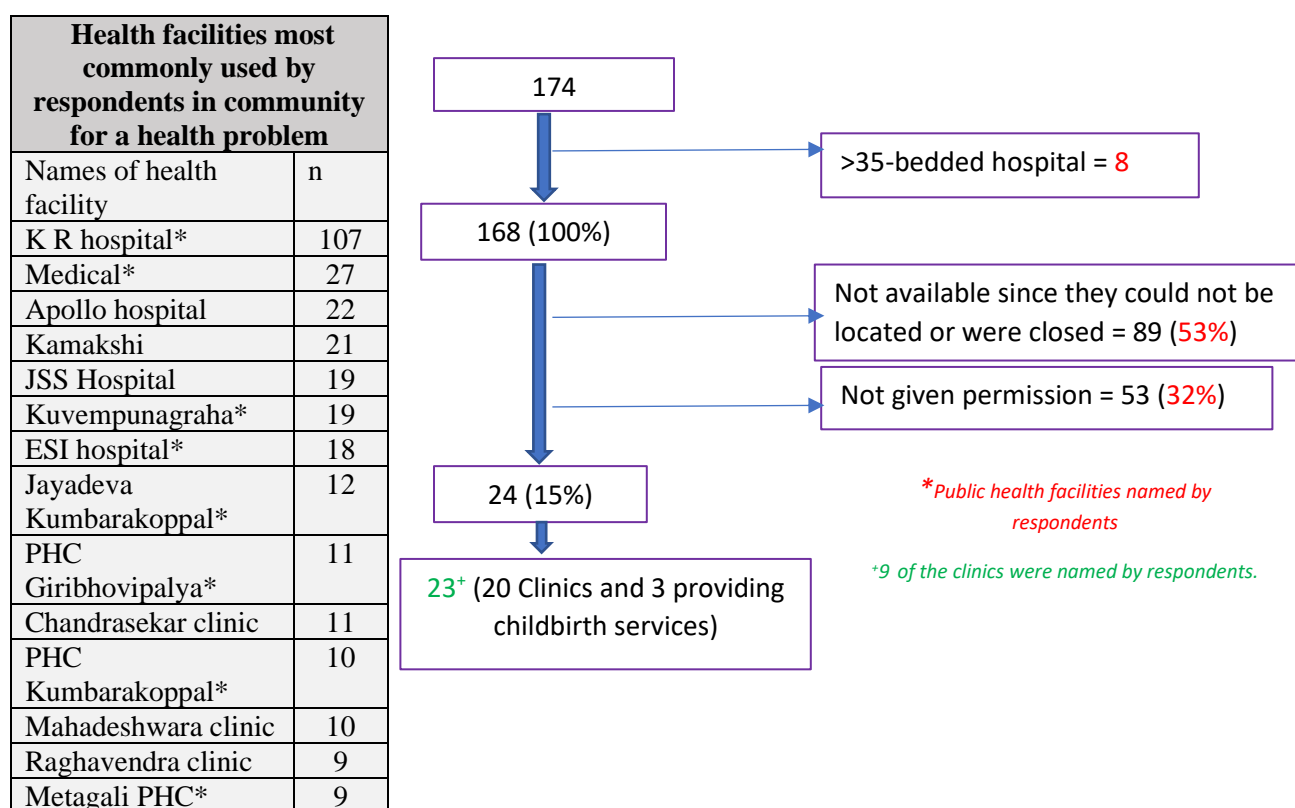 Health facilities most
commonly used by
respondents in community
for a health problem
Names of health
facility
n
K R hospital* 107
Medical* 27
Apollo hospital 22
Kamakshi 21
JSS Hospital 19
Kuvempunagraha* 19
ESI hospital* 18
Jayadeva 12
Kumbarakoppal*
PHC 11
Giribhovipalya*
Chandrasekar clinic 11
PHC 10
Kumbarakoppal*
Mahadeshwara clinic 10
Raghavendra clinic 9
Metagali PHC* 9
174
>35-bedded hospital = 8
168 (100%)
Not available since they could not be
located or were closed = 89 (53%)
Not given permission = 53 (32%)
24 (15%)
*Public health facilities named by
respondents
23+ (20 Clinics and 3 providing
childbirth services)
+9 of the clinics were named by respondents.